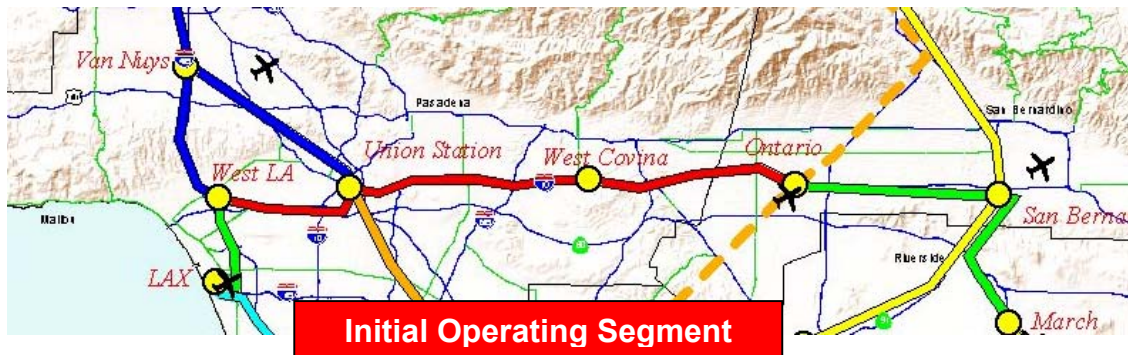 Van Nuys
Pasadena
San Bernardino
Union Station
West Covina
Ontario
West LA
Malibu
San Berna
Riverside
LAX
March
Initial Operating Segment